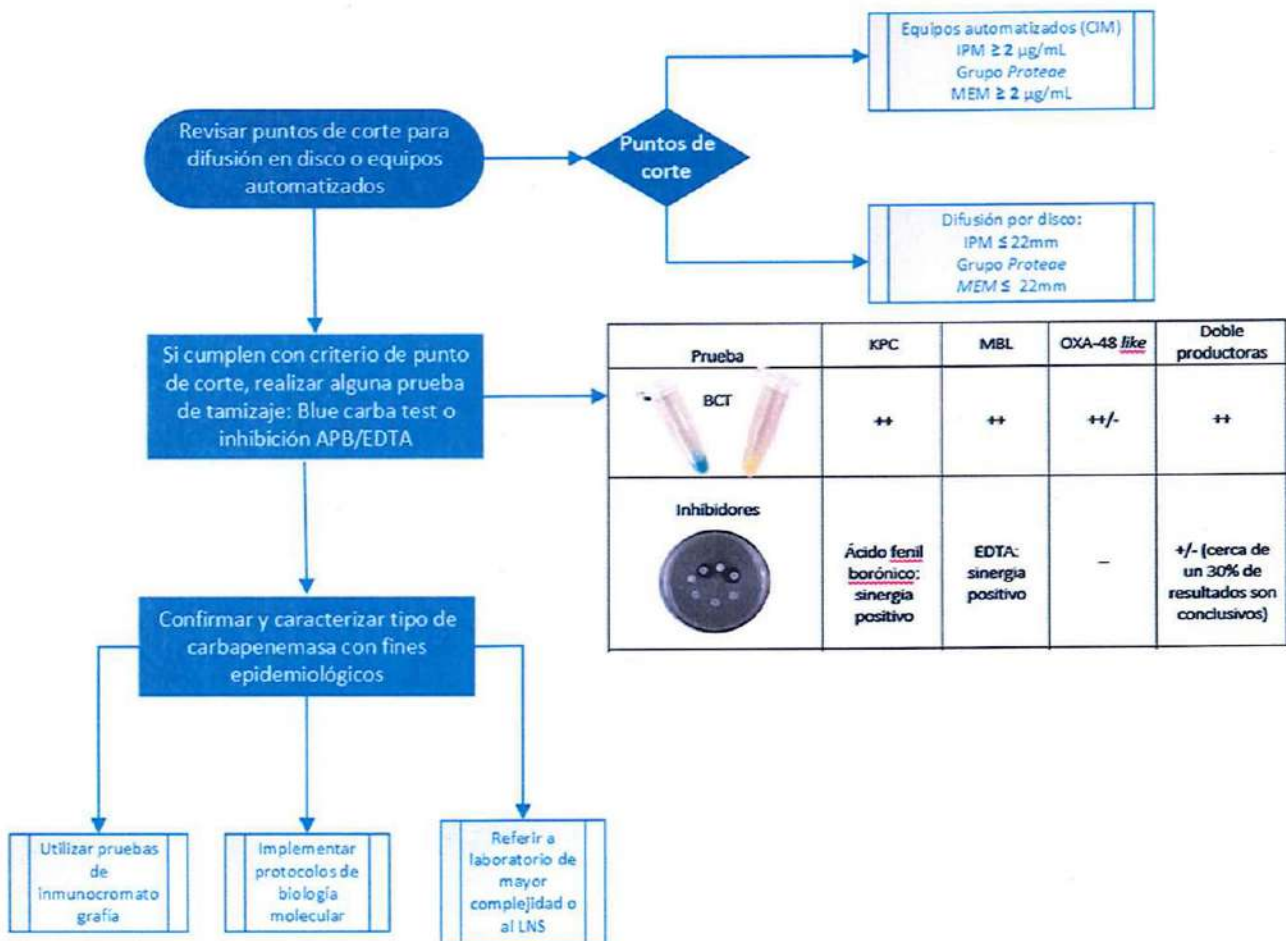 Equipos automatizados (CIM)
IPM ≥ 2 µg/mL
Grupo Proteae
MEM ≥ 2 µg/mL
Revisar puntos de corte para
difusión en disco o equipos
automatizados
Puntos de
corte
Difusión por disco:
IPM ≤ 22mm
Grupo Proteae
MEM ≤ 22mm
Si cumplen con criterio de punto
de corte, realizar alguna prueba
de tamizaje: Blue carba test o
inhibición APB/EDTA
Prueba
KPC
MBL
OXA-48 like
Doble
productoras
BCT
++
++
++/-
++
Inhibidores
Ácido fenil
borónico:
sinergia
positivo
EDTA:
sinergia
positivo
–
+/- (cerca de
un 30% de
resultados son
conclusivos)
Confirmar y caracterizar tipo de
carbapenemasa con fines
epidemiológicos
Utilizar pruebas
de
inmunocromato
grafía
Implementar
protocolos de
biología
molecular
Referir a
laboratorio de
mayor
complejidad o
al LNS